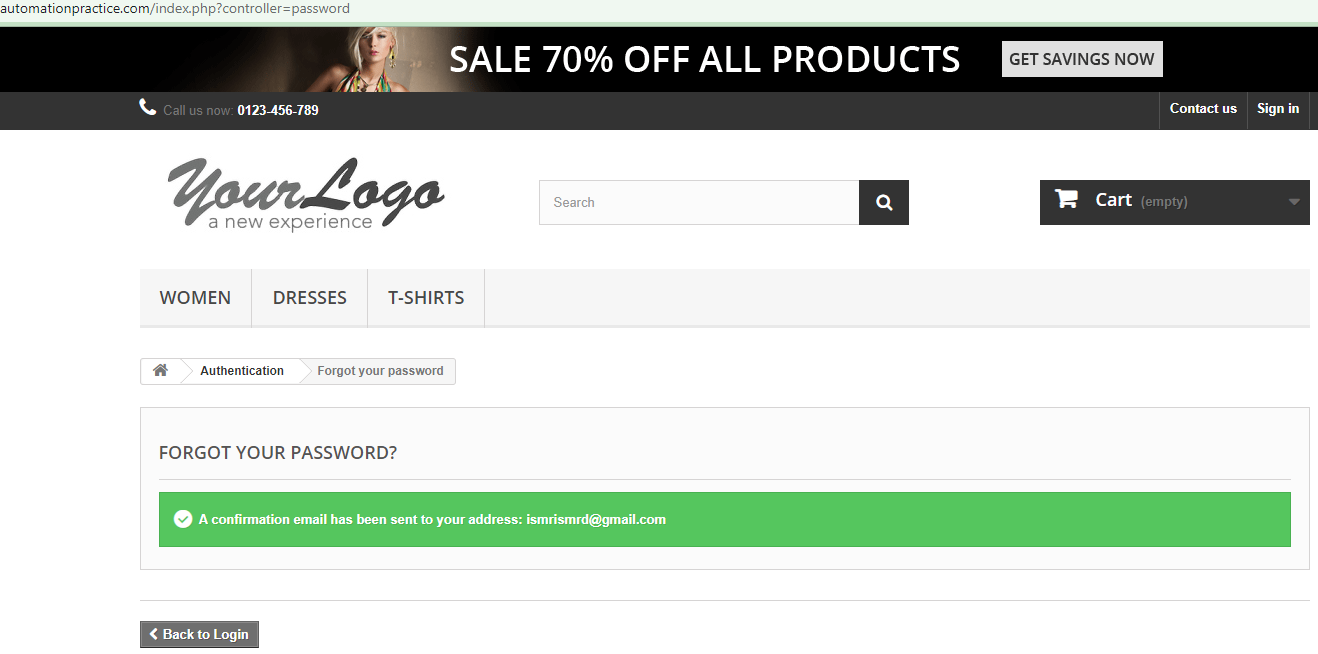 automationpractice.com/index.php?controller=password
SALE 70% OFF ALL PRODUCTS GET SAVINGS NOW
Call us now: 0123-456-789 Contact us Sign in
YourLogo
a new experience
Search
Cart (empty)
WOMEN DRESSES T-SHIRTS
Authentication Forgot your password
FORGOT YOUR PASSWORD?
A confirmation email has been sent to your address: ismrismrd@gmail.com
Back to Login